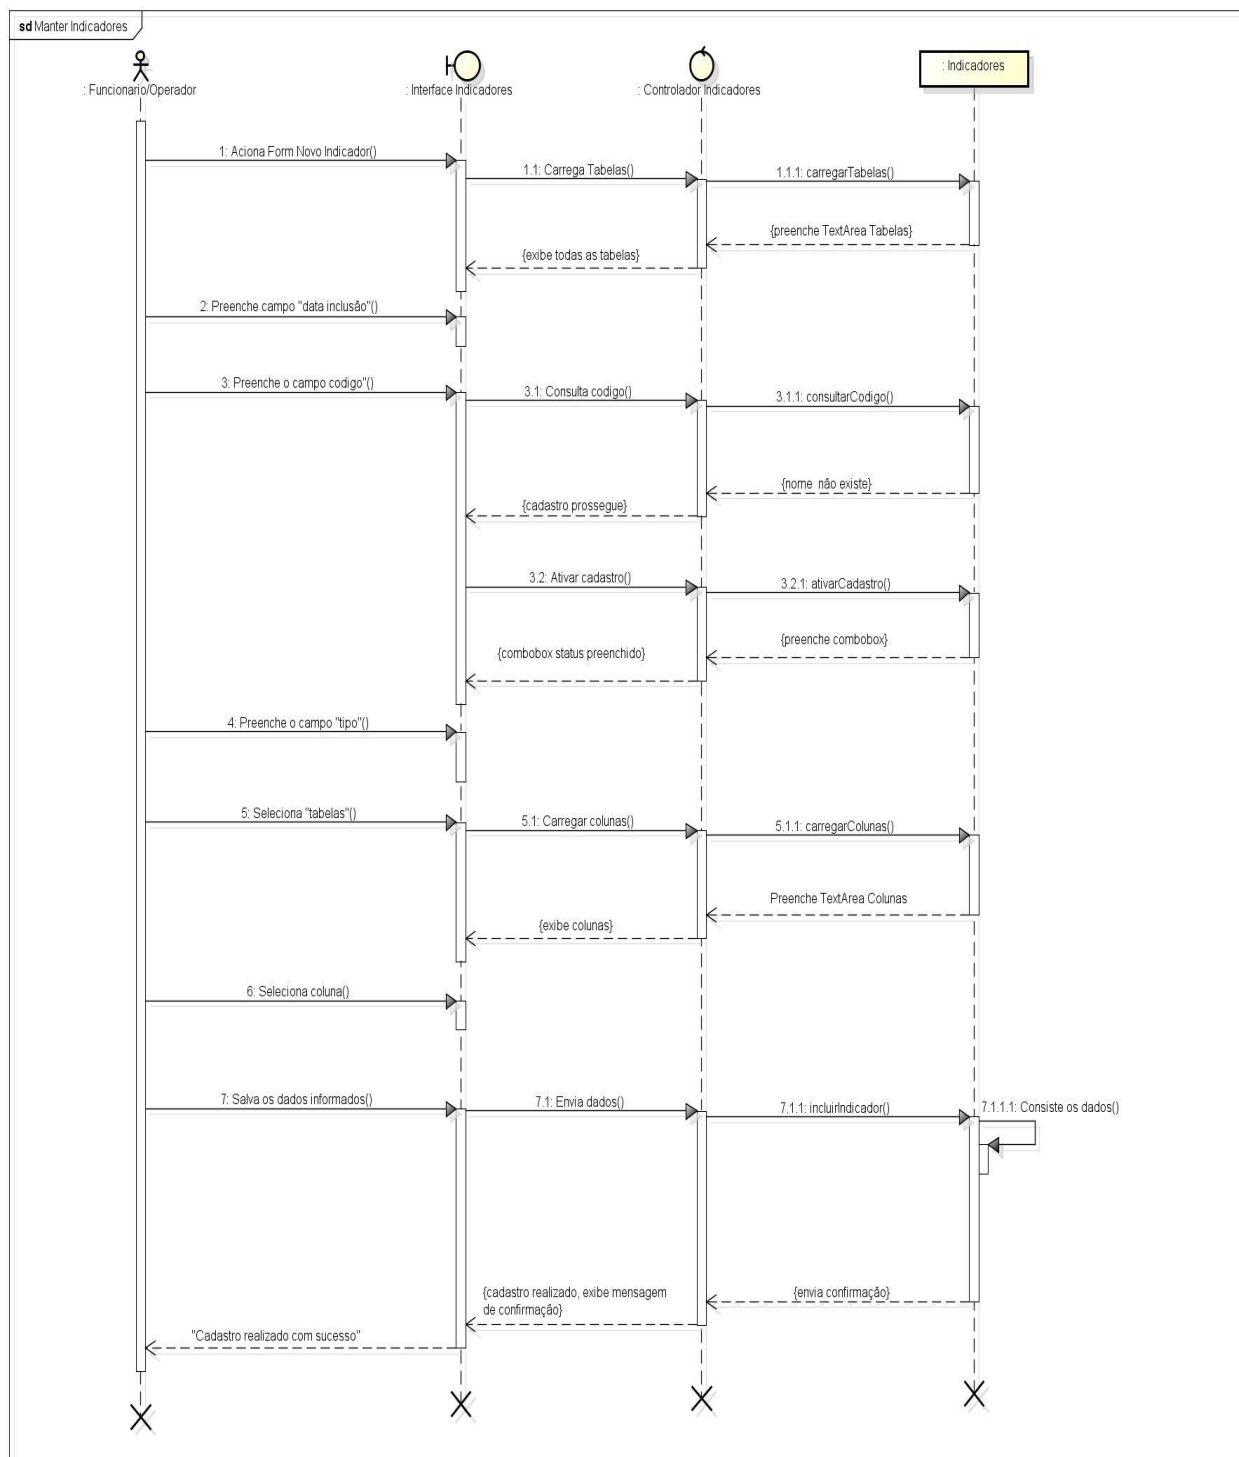 sd Manter Indicadores
: Funcionario/Operador
: Interface Indicadores
: Controlador Indicadores
: Indicadores
1: Aciona Form Novo Indicador()
1.1: Carrega Tabelas()
1.1.1: carregarTabelas()
{preenche TextArea Tabelas}
{exibe todas as tabelas}
2: Preenche campo "data inclusão"()
3: Preenche o campo codigo"()
3.1: Consulta codigo()
3.1.1: consultarCodigo()
{nome não existe}
{cadastro prossegue}
3.2: Ativar cadastro()
3.2.1: ativarCadastro()
{preenche combobox}
{combobox status preenchido}
4: Preenche o campo "tipo"()
5: Seleciona "tabelas"()
5.1: Carregar colunas()
5.1.1: carregarColunas()
Preenche TextArea Colunas
{exibe colunas}
6: Seleciona coluna()
7: Salva os dados informados()
7.1: Envia dados()
7.1.1: incluirIndicador()
7.1.1.1: Consiste os dados()
{envia confirmação}
{cadastro realizado, exibe mensagem
de confirmação}
"Cadastro realizado com sucesso"